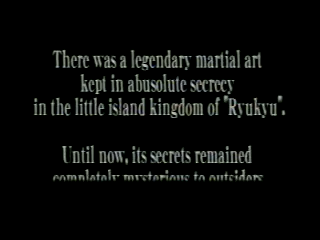 There was a legendary martial art
kept in abusolute secrecy
in the little island kingdom of "Ryukyu".
Until now, its secrets remained
completely mysterious to outsiders